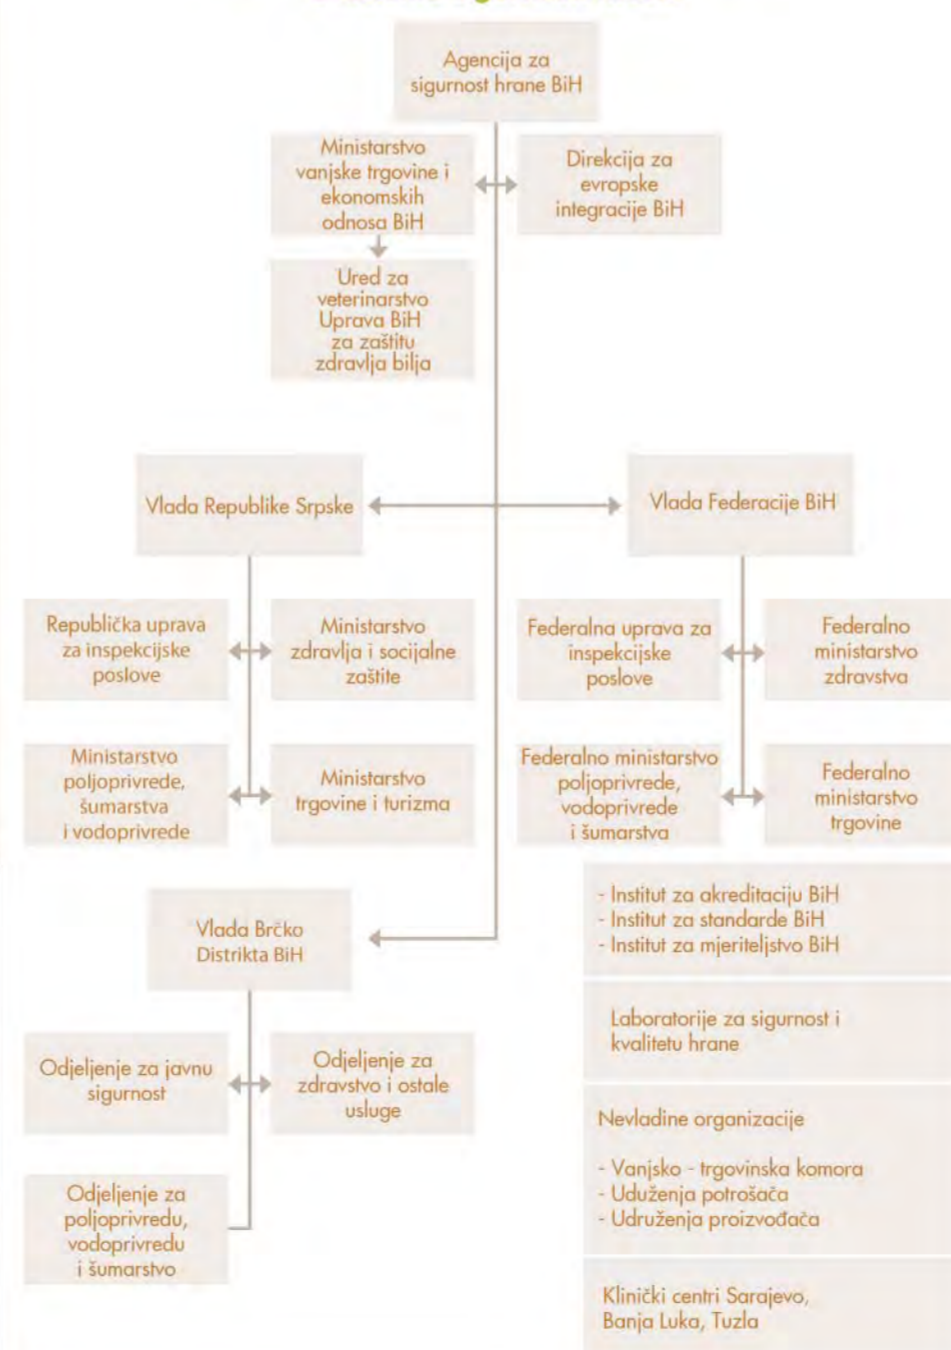 Agencija za
sigurnost hrane BiH
Ministarstvo
vanjske trgovine i
ekonomskih
odnosa BiH
Direkcija za
evropske
integracije BiH
Ured za
veterinarstvo
Uprava BiH
za zaštitu
zdravlja bilja
Vlada Republike Srpske
Vlada Federacije BiH
Republička uprava
za inspekcijske
poslove
Ministarstvo
zdravlja i socijalne
zaštite
Federalna uprava za
inspekcijske
poslove
Federalno
ministarstvo
zdravstva
Ministarstvo
poljoprivrede,
šumarstva
i vodoprivrede
Ministarstvo
trgovine i turizma
Federalno ministarstvo
poljoprivrede,
vodoprivrede
i šumarstva
Federalno
ministarstvo
trgovine
Vlada Brčko
Distrikta BiH
Odjeljenje za javnu
sigurnost
Odjeljenje za
zdravstvo i ostale
usluge
Odjeljenje za
poljoprivredu,
vodoprivredu
i šumarstvo
- Institut za akreditaciju BiH
- Institut za standarde BiH
- Institut za mjeriteljstvo BiH
Laboratorije za sigurnost i
kvalitetu hrane
Nevladine organizacije
- Vanjsko - trgovinska komora
- Uduženja potrošača
- Udruženja proizvođača
Klinički centri Sarajevo,
Banja Luka, Tuzla